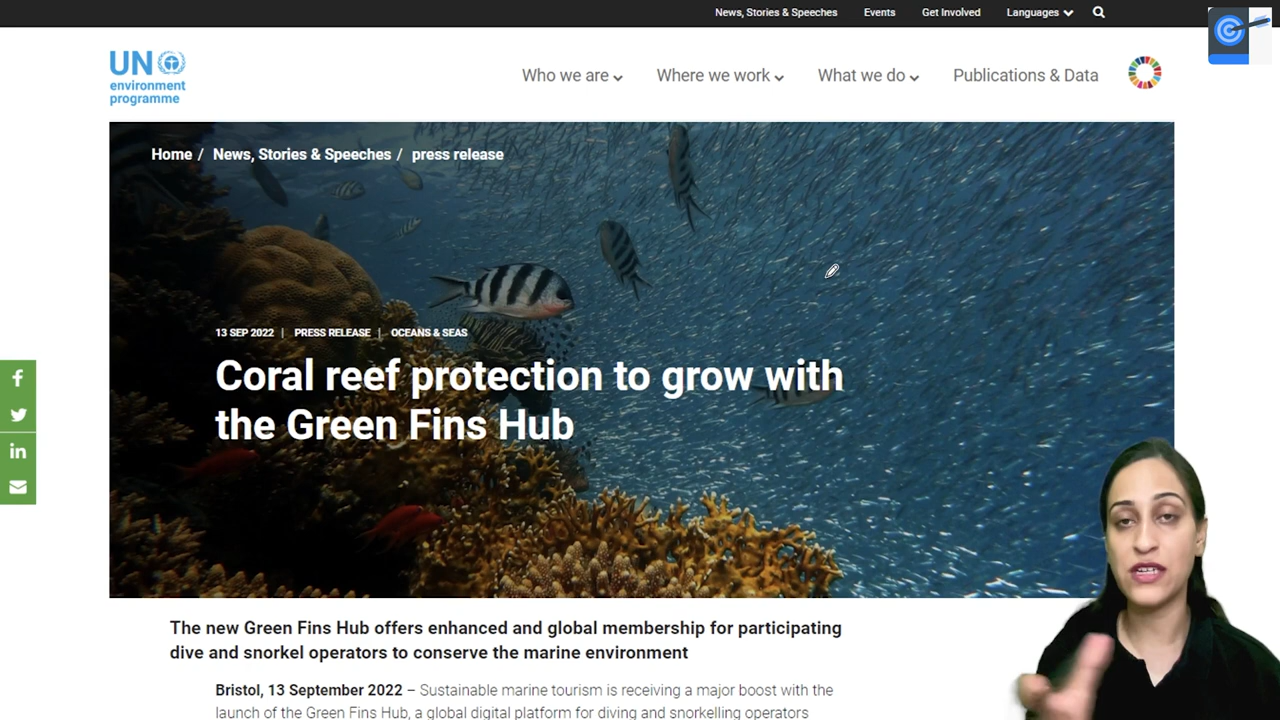 News, Stories & Speeches Events Get Involved Languages
UN
environment
programme
Who we are Where we work What we do Publications & Data
Home / News, Stories & Speeches / press release
13 SEP 2022 | PRESS RELEASE | OCEANS & SEAS
Coral reef protection to grow with
the Green Fins Hub
The new Green Fins Hub offers enhanced and global membership for participating
dive and snorkel operators to conserve the marine environment
Bristol, 13 September 2022 – Sustainable marine tourism is receiving a major boost with the
launch of the Green Fins Hub, a global digital platform for diving and snorkelling operators